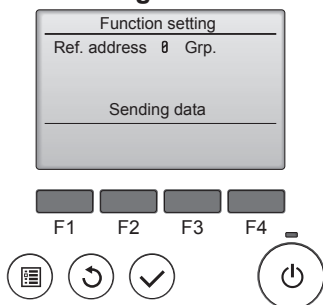 Function setting
Ref. address 0 Grp.
Sending data
F1 F2 F3 F4